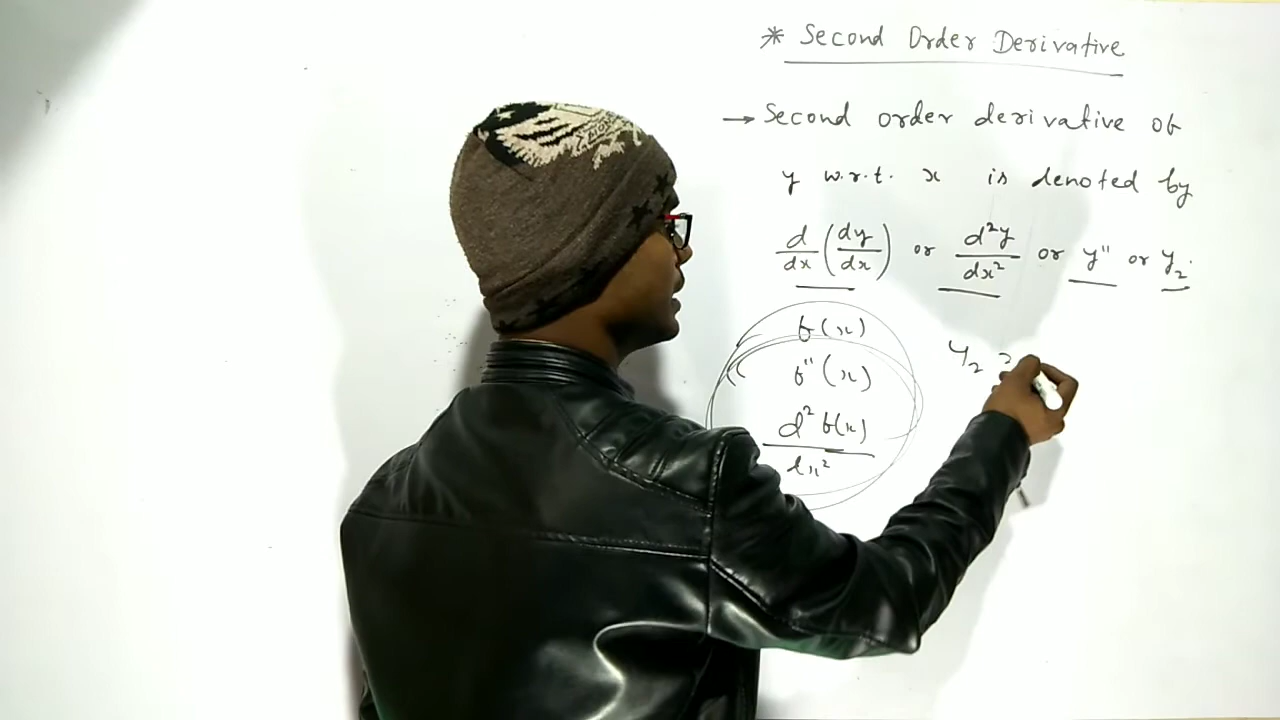 * Second Order Derivative
→ Second order derivative of
y w.r.t. x is denoted by
d/dx (dy/dx) or d²y/dx² or y'' or y₂.
f(x)
f''(x)
d² f(x)/dx²
y₂